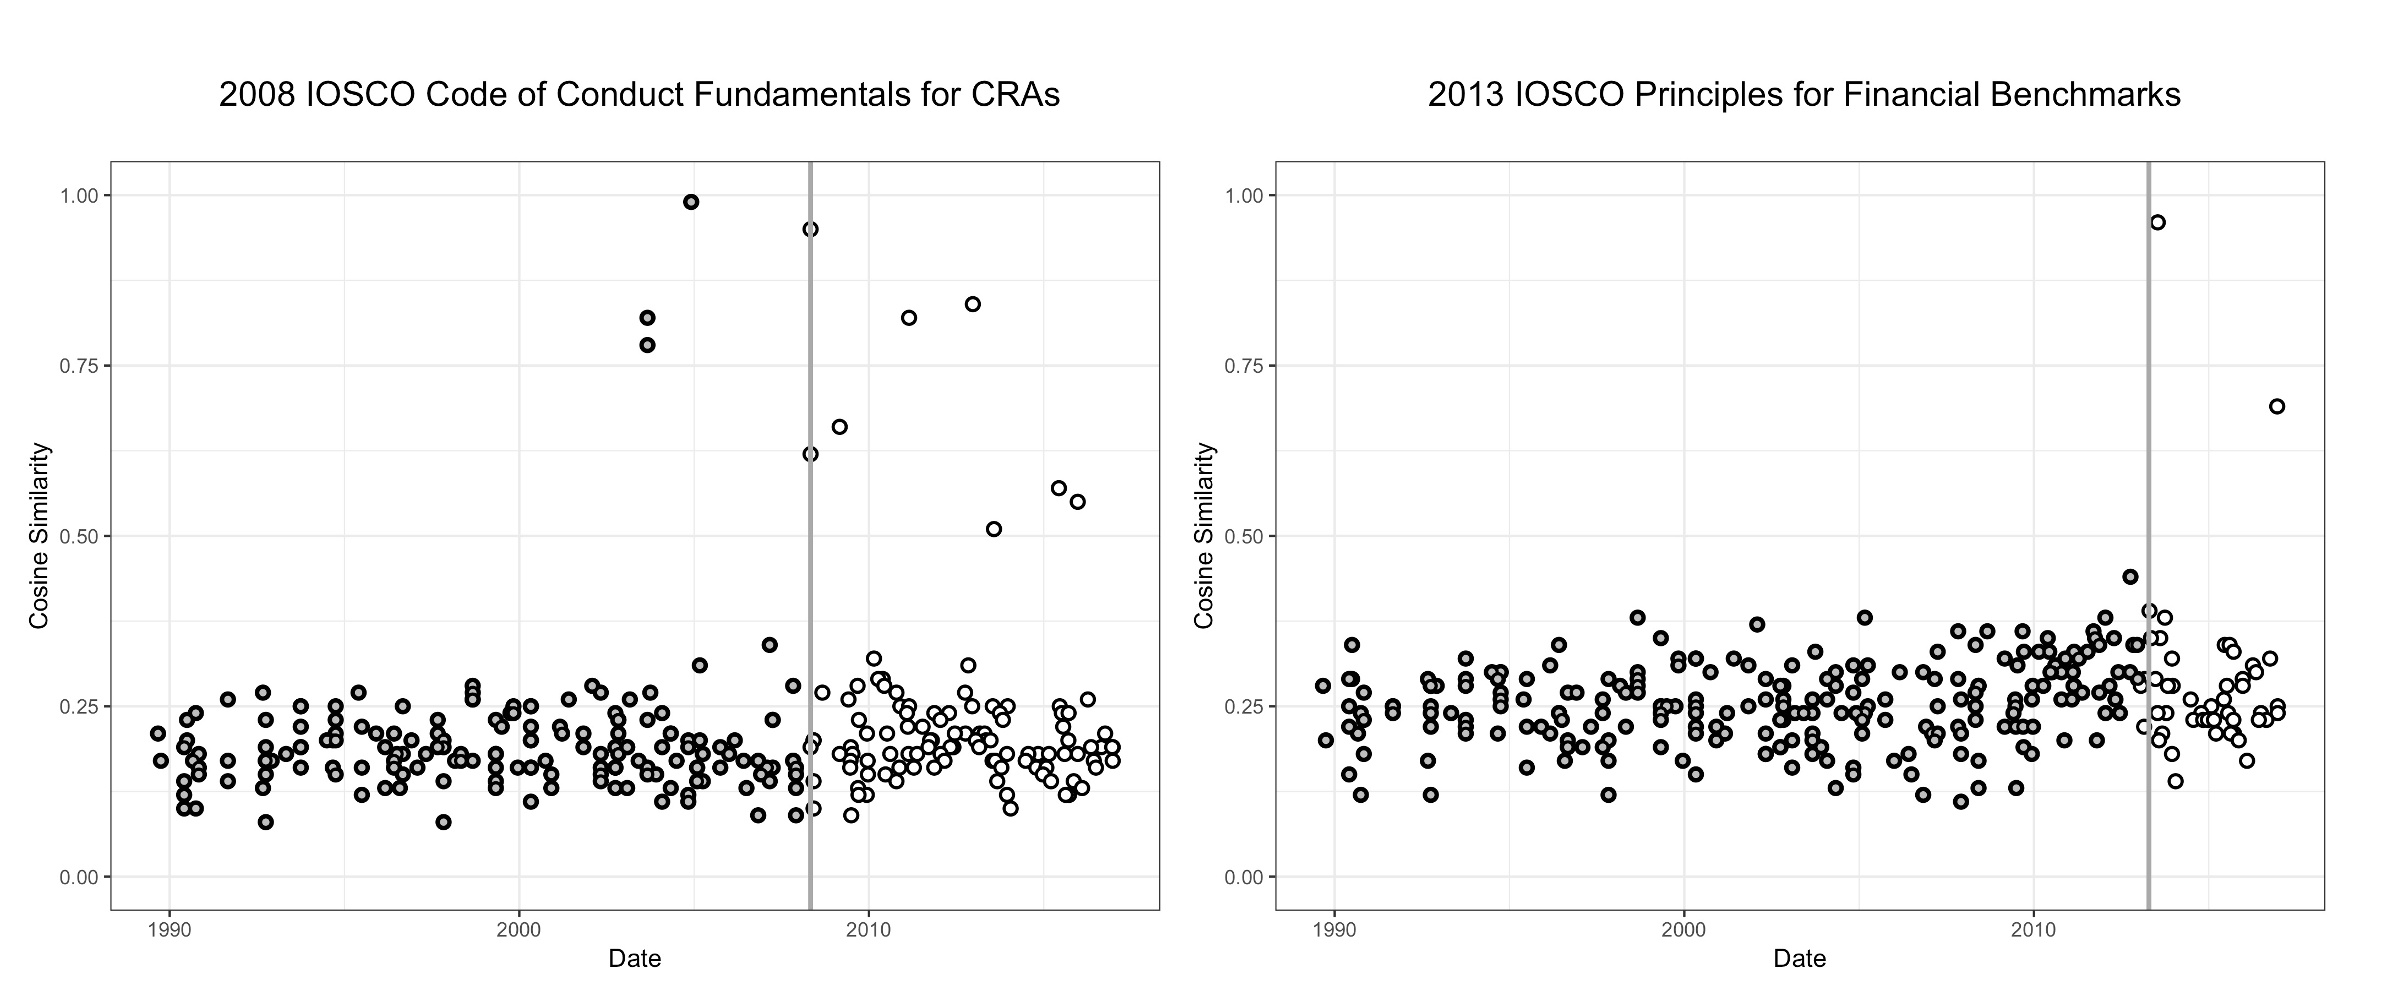 2008 IOSCO Code of Conduct Fundamentals for CRAs
Cosine Similarity
1.00
0.75
0.50
0.25
0.00
1990
2000
2010
Date
2013 IOSCO Principles for Financial Benchmarks
Cosine Similarity
1.00
0.75
0.50
0.25
0.00
1990
2000
2010
Date